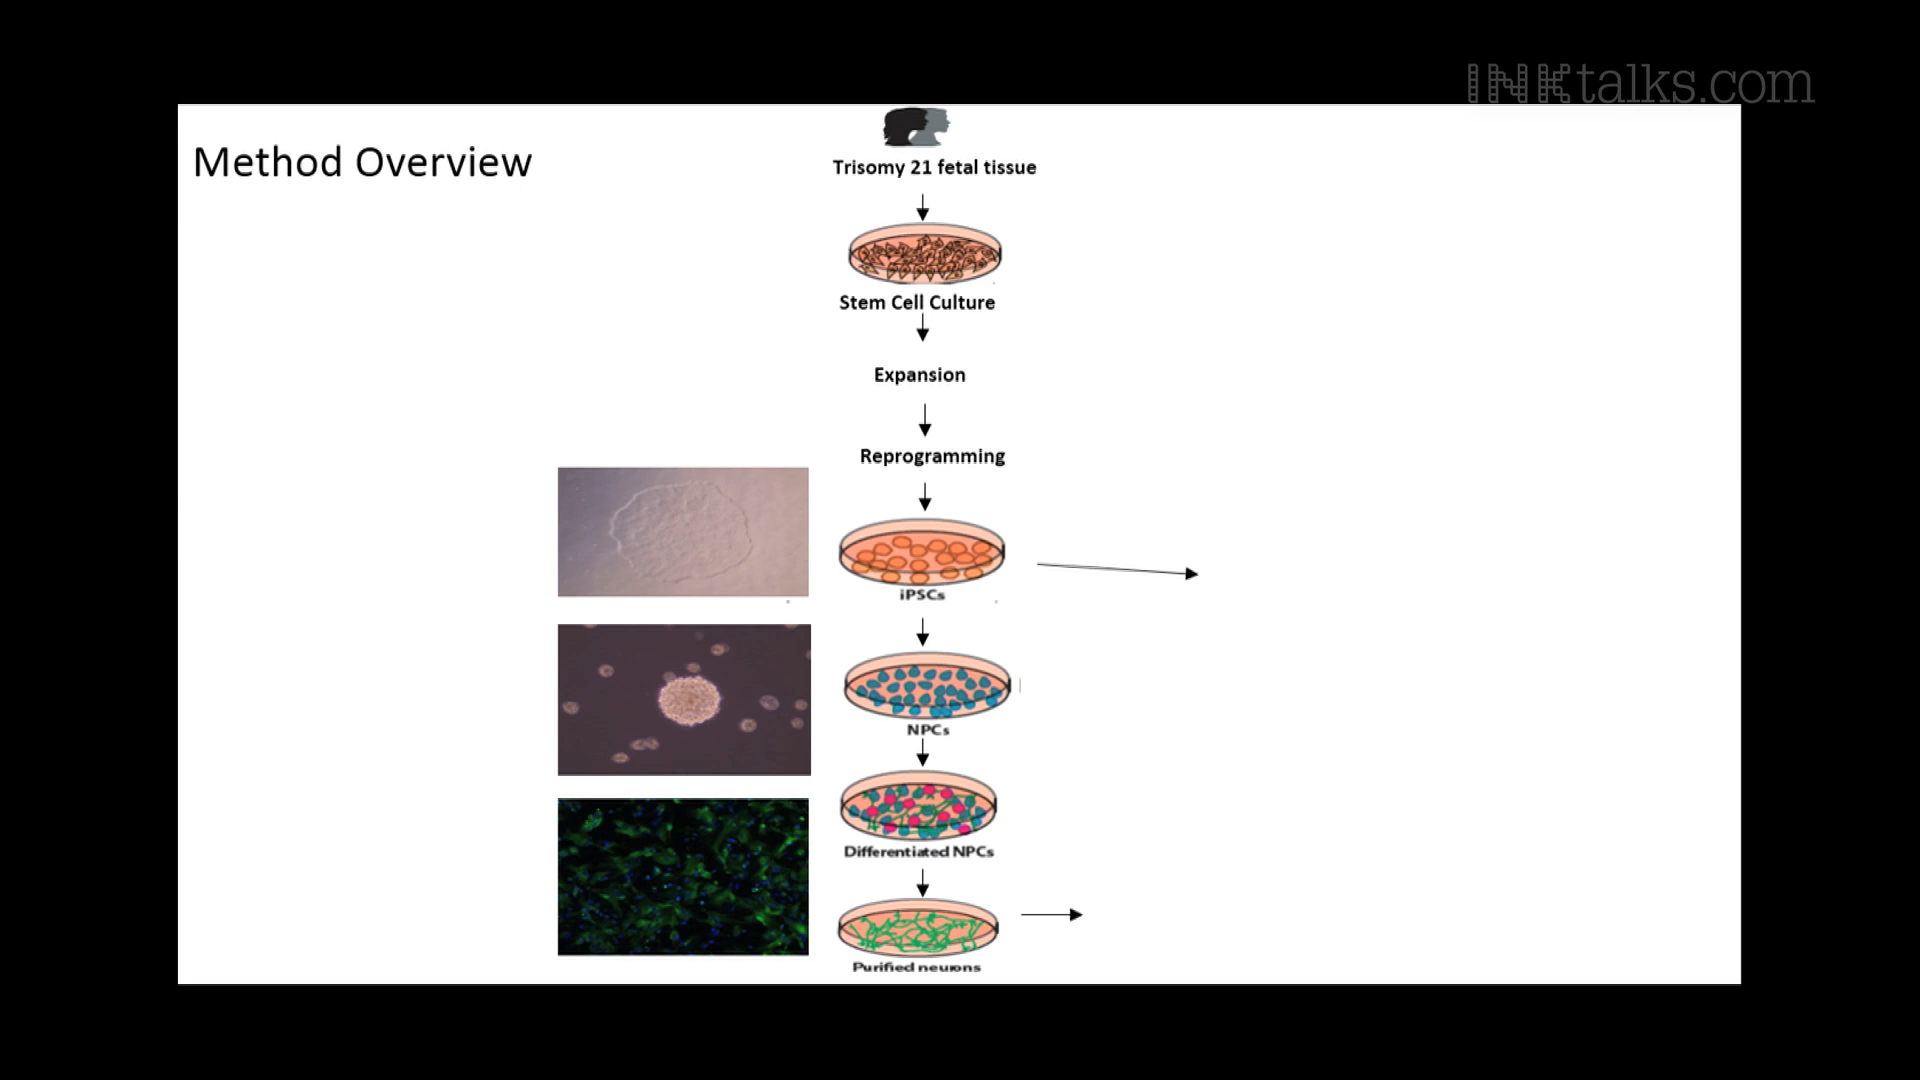 INKtalks.com
Method Overview
Trisomy 21 fetal tissue
Stem Cell Culture
Expansion
Reprogramming
iPSCs
NPCs
Differentiated NPCs
Purified neurons